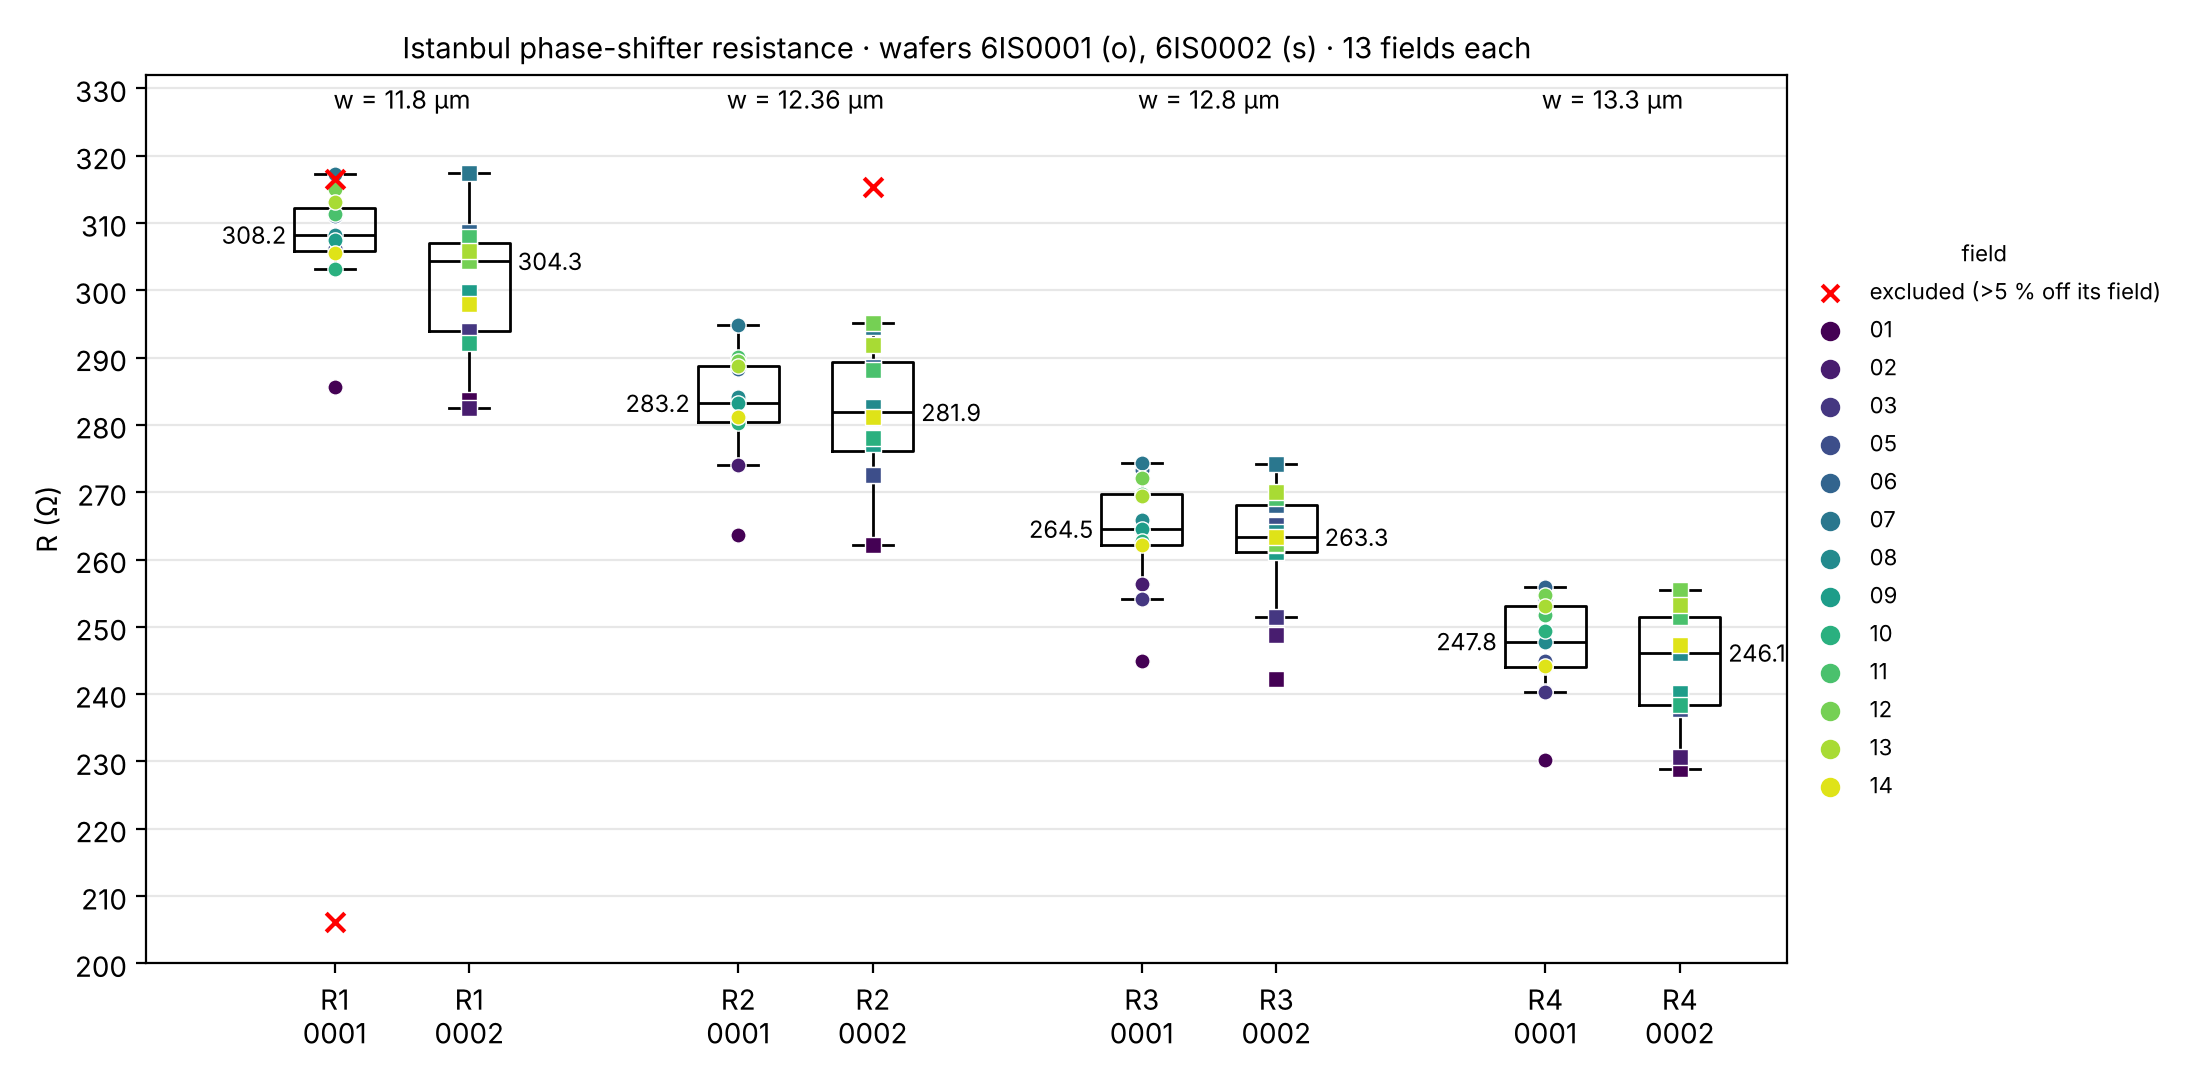 Istanbul phase-shifter resistance · wafers 6IS0001 (o), 6IS0002 (s) · 13 fields each
w = 11.8 µm
w = 12.36 µm
w = 12.8 µm
w = 13.3 µm
R (Ω)
330
320
310
300
290
280
270
260
250
240
230
220
210
200
308.2
304.3
283.2
281.9
264.5
263.3
247.8
246.1
R1
0001
R1
0002
R2
0001
R2
0002
R3
0001
R3
0002
R4
0001
R4
0002
field
excluded (>5 % off its field)
01
02
03
05
06
07
08
09
10
11
12
13
14